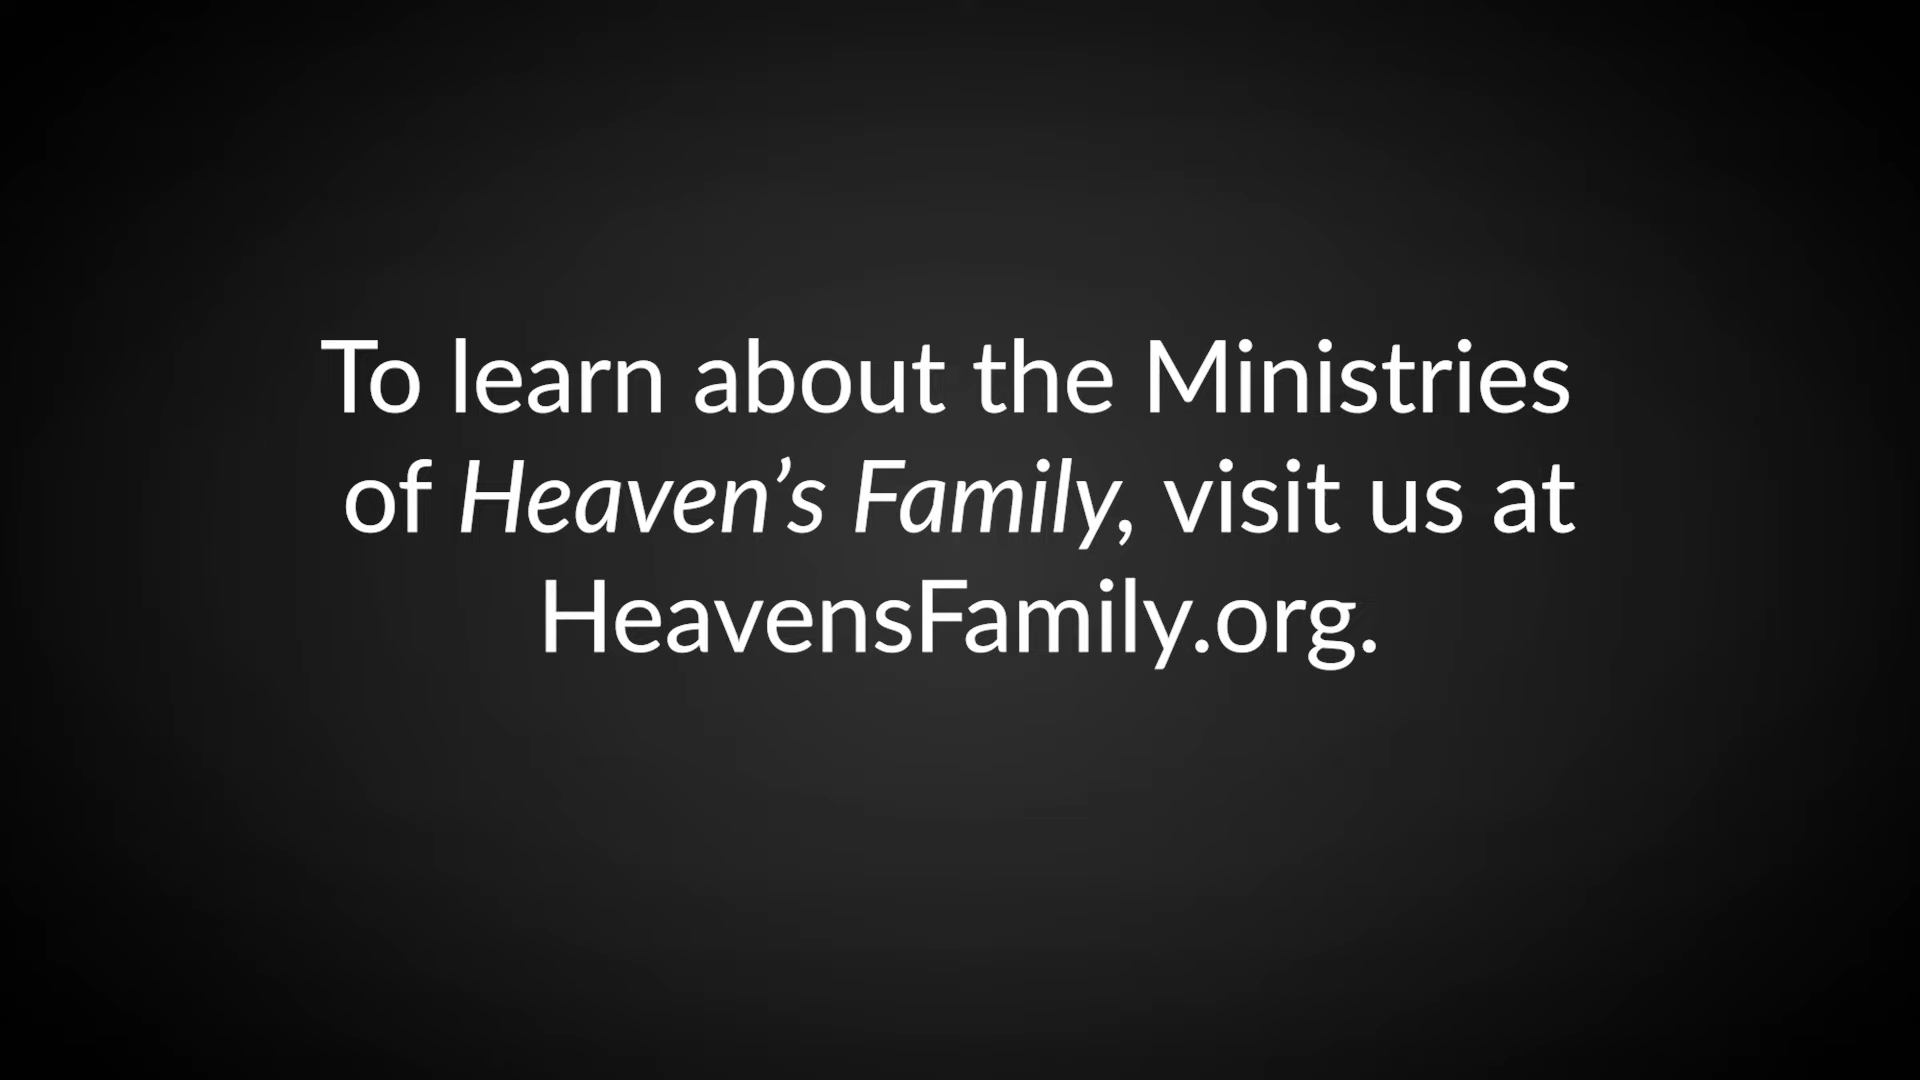 To learn about the Ministries
of Heaven’s Family, visit us at
HeavensFamily.org.